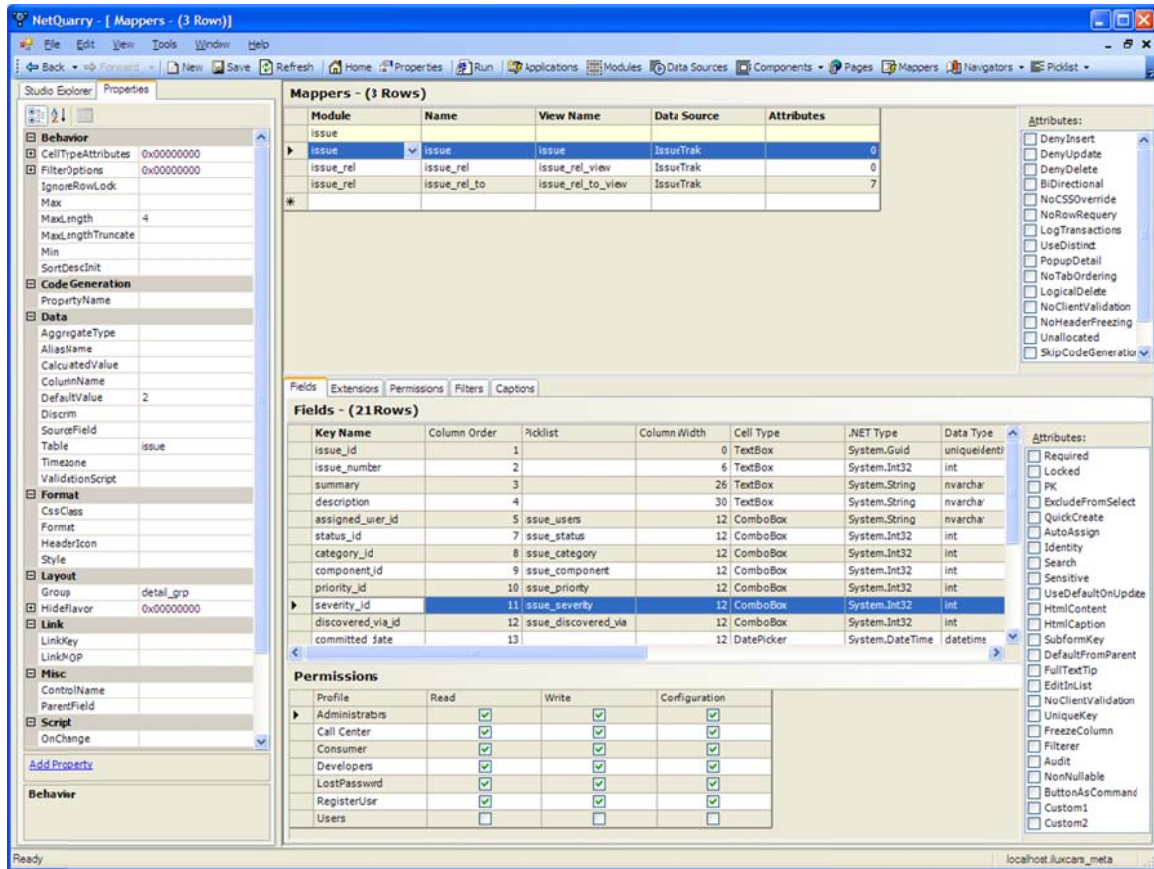 NetQuarry - [ Mappers - (3 Rows)]
File Edit View Tools Window Help
Back Forward New Save Refresh Home Properties Run Applications Modules Data Sources Components Pages Mappers Navigators Picklist
Studio Explorer Properties
Behavior
CellTypeAttributes 0x00000000
FilterOptions 0x00000000
IgnoreRowLock
Max
MaxLength 4
MaxLengthTruncate
Min
SortDescInit
Code Generation
PropertyName
Data
AggregateType
AliasName
CalculatedValue
ColumnName
DefaultValue 2
Discrim
SourceField
Table issue
Timezone
ValidationScript
Format
CssClass
Format
HeaderIcon
Style
Layout
Group detail_grp
Hideflavor 0x00000000
Link
LinkKey
LinkMOP
Misc
ControlName
ParentField
Script
OnChange
Add Property
Behavior
Mappers - (3 Rows)
Module Name View Name Data Source Attributes
issue
issue issue issue IssueTrak 0
issue_rel issue_rel issue_rel_view IssueTrak 0
issue_rel issue_rel_to issue_rel_to_view IssueTrak 7
Attributes:
DenyInsert
DenyUpdate
DenyDelete
BiDirectional
NoCSSOverride
NoRowRequery
LogTransactions
UseDistinct
PopupDetail
NoTabOrdering
LogicalDelete
NoClientValidation
NoHeaderFreezing
Unallocated
SkipCodeGeneratio
Fields Extensions Permissions Filters Captions
Fields - (21 Rows)
Key Name Column Order Picklist Column Width Cell Type .NET Type Data Type
issue_id 1 0 TextBox System.Guid uniqueidenti
issue_number 2 6 TextBox System.Int32 int
summary 3 26 TextBox System.String nvarchar
description 4 30 TextBox System.String nvarchar
assigned_user_id 5 issue_users 12 ComboBox System.String nvarchar
status_id 7 issue_status 12 ComboBox System.Int32 int
category_id 8 issue_category 12 ComboBox System.Int32 int
component_id 9 issue_component 12 ComboBox System.Int32 int
priority_id 10 issue_priority 12 ComboBox System.Int32 int
severity_id 11 issue_severity 12 ComboBox System.Int32 int
discovered_via_id 12 issue_discovered_via 12 ComboBox System.Int32 int
committed_date 13 12 DatePicker System.DateTime datetime
Attributes:
Required
Locked
PK
ExcludeFromSelect
QuickCreate
AutoAssign
Identity
Search
Sensitive
UseDefaultOnUpdate
HtmlContent
HtmlCaption
SubformKey
DefaultFromParent
FullTextTip
EditInList
NoClientValidation
UniqueKey
FreezeColumn
Filterer
Audit
NonNullable
ButtonAsCommand
Custom1
Custom2
Permissions
Profile Read Write Configuration
Administrators
Call Center
Consumer
Developers
LostPassword
RegisterUser
Users
Ready
localhost.iluxcars_meta